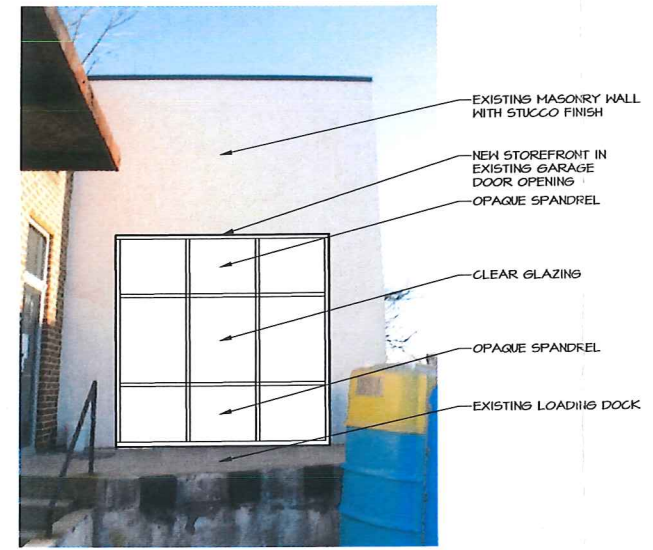 EXISTING MASONRY WALL
WITH STUCCO FINISH
NEW STOREFRONT IN
EXISTING GARAGE
DOOR OPENING
OPAQUE SPANDREL
CLEAR GLAZING
OPAQUE SPANDREL
EXISTING LOADING DOCK